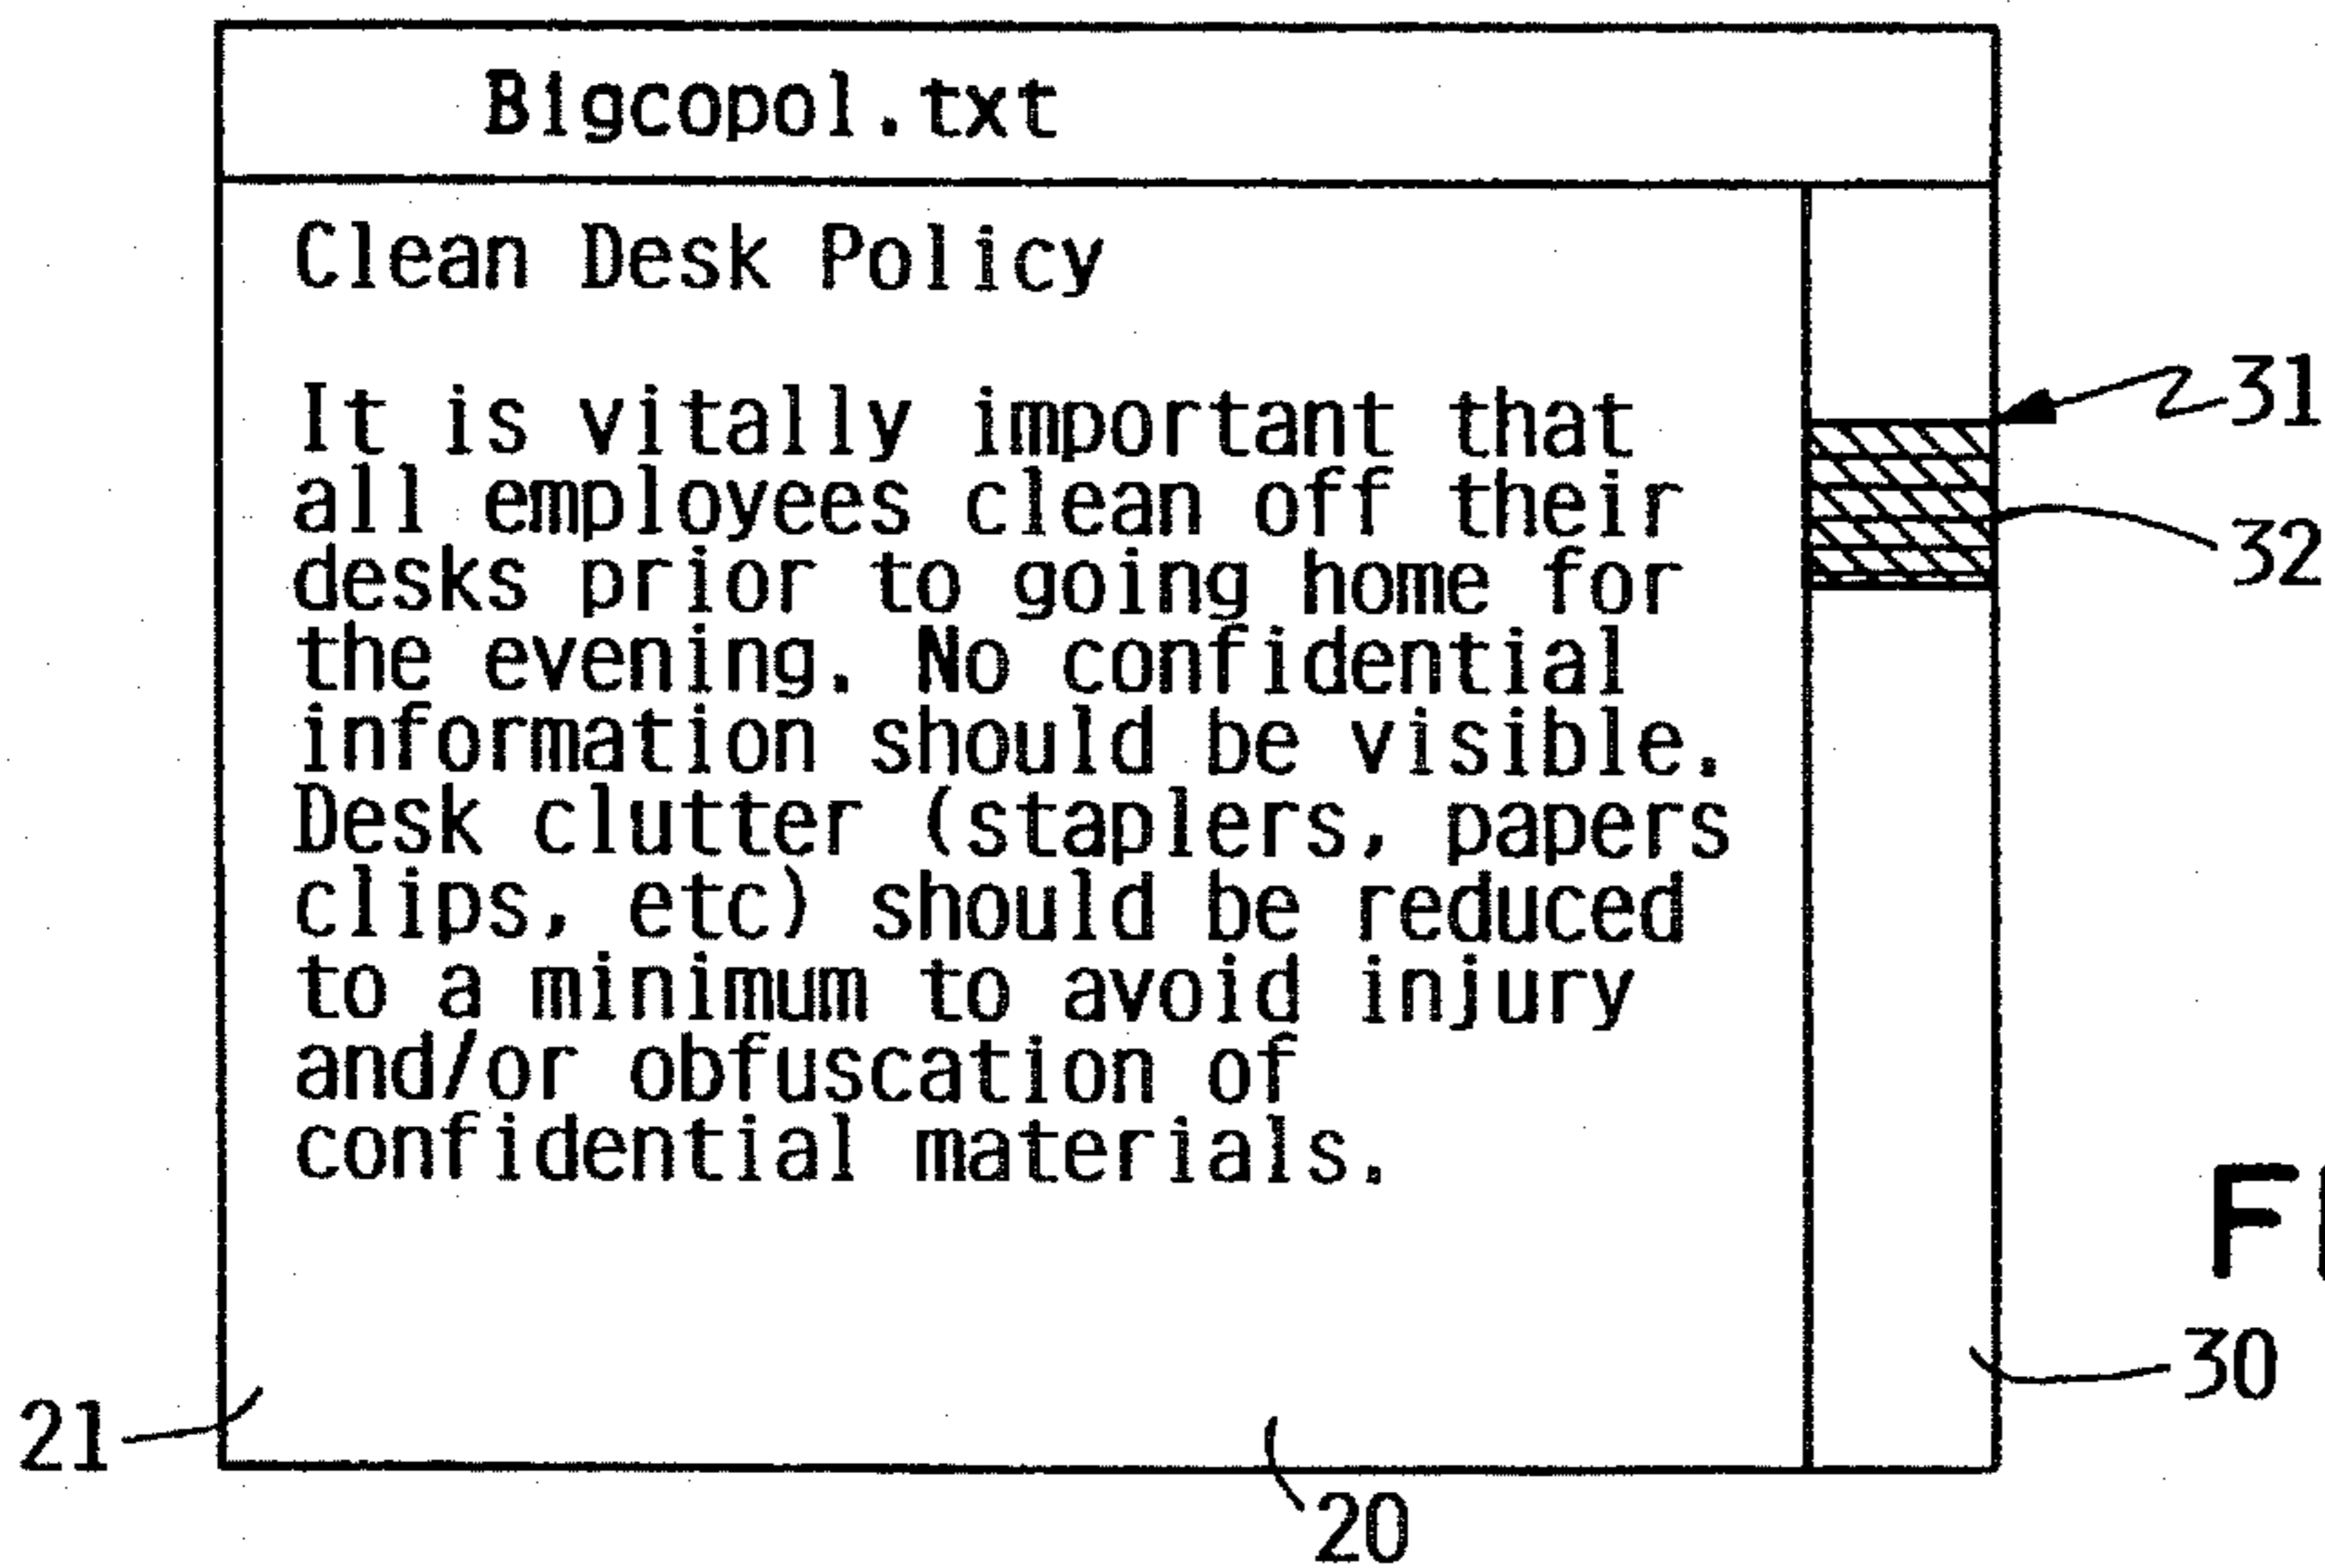 Bigcopol.txt
Clean Desk Policy
It is vitally important that
all employees clean off their
desks prior to going home for
the evening. No confidential
information should be visible.
Desk clutter (staplers, papers
clips, etc) should be reduced
to a minimum to avoid injury
and/or obfuscation of
confidential materials.
31
32
30
21
20